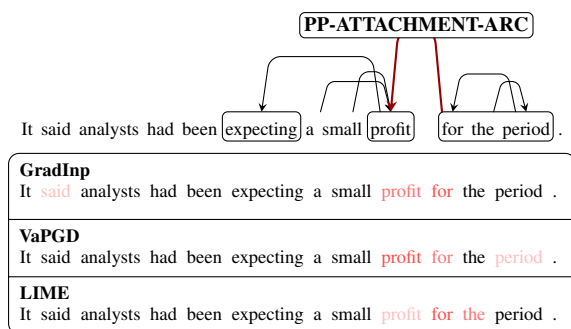 PP-ATTACHMENT-ARC
It said analysts had been expecting a small profit for the period .
GradInp
It said analysts had been expecting a small profit for the period .
VaPGD
It said analysts had been expecting a small profit for the period .
LIME
It said analysts had been expecting a small profit for the period .